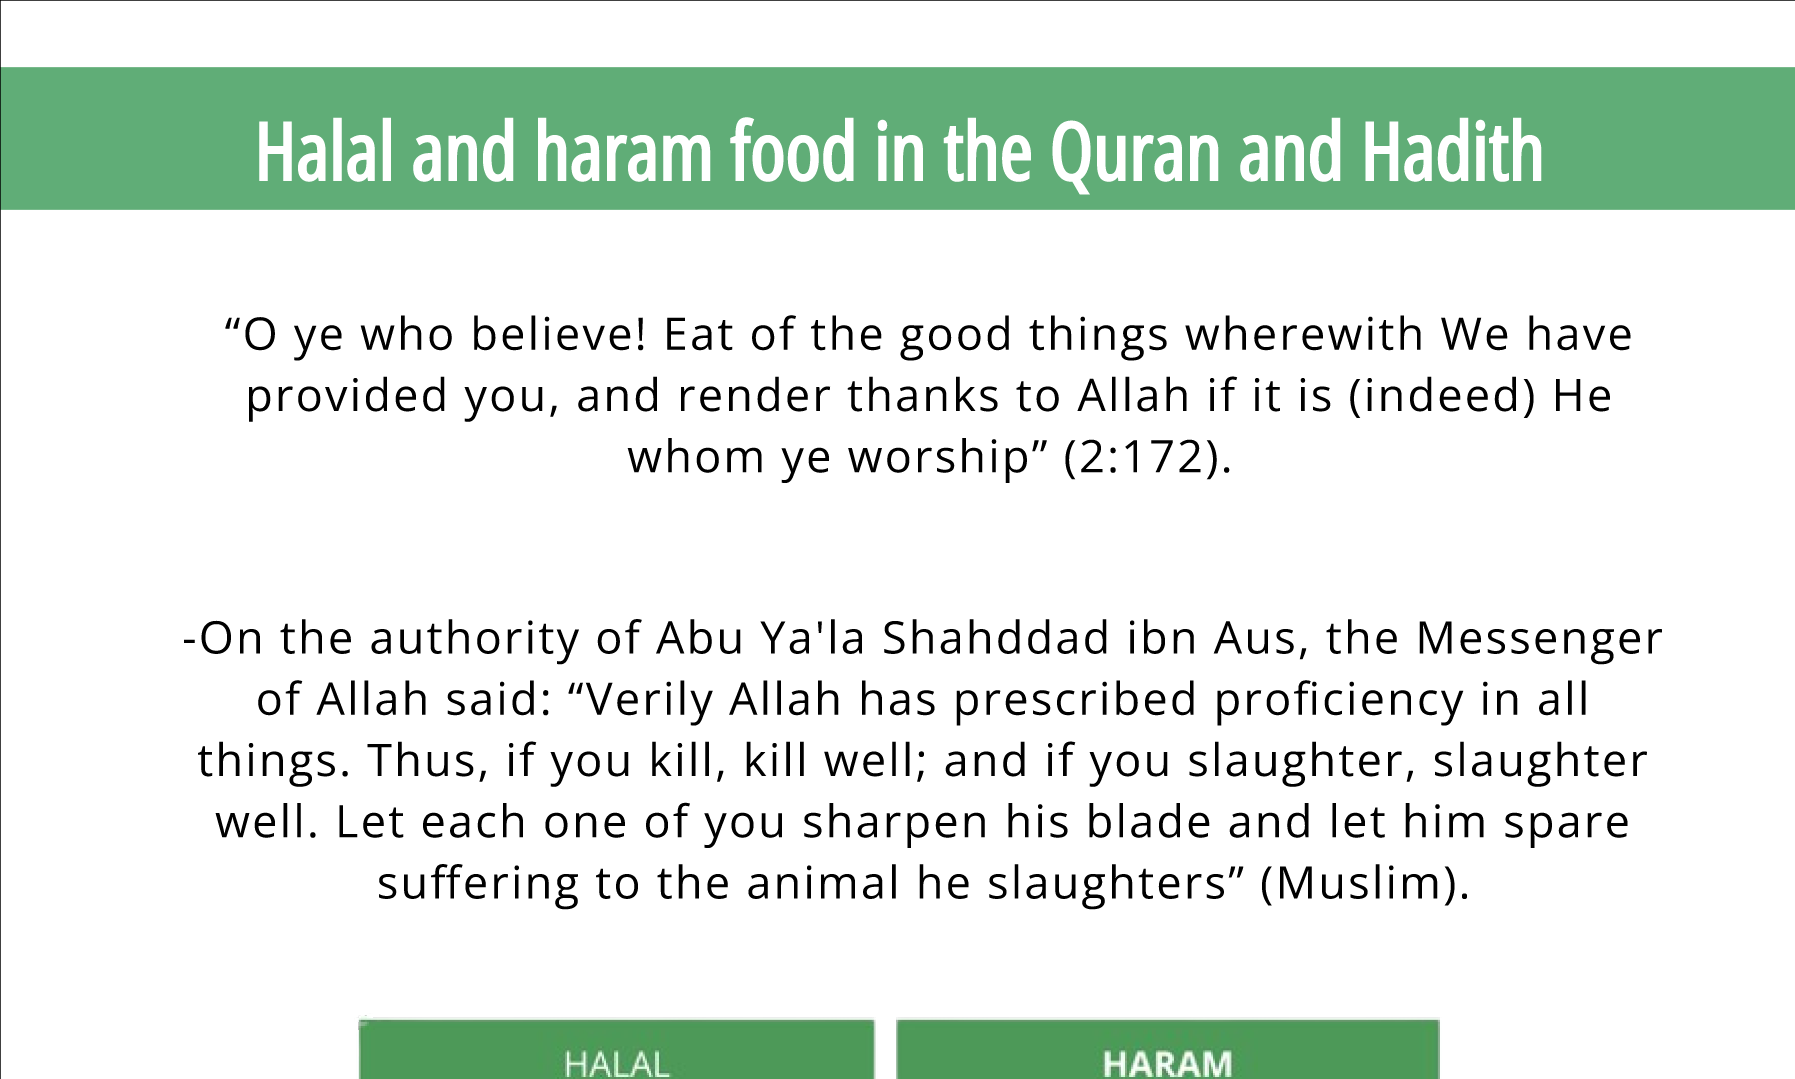 Halal and haram food in the Quran and Hadith
“O ye who believe! Eat of the good things wherewith We have
provided you, and render thanks to Allah if it is (indeed) He
whom ye worship” (2:172).
-On the authority of Abu Ya'la Shahddad ibn Aus, the Messenger
of Allah said: “Verily Allah has prescribed proficiency in all
things. Thus, if you kill, kill well; and if you slaughter, slaughter
well. Let each one of you sharpen his blade and let him spare
suffering to the animal he slaughters” (Muslim).
HALAL
HARAM